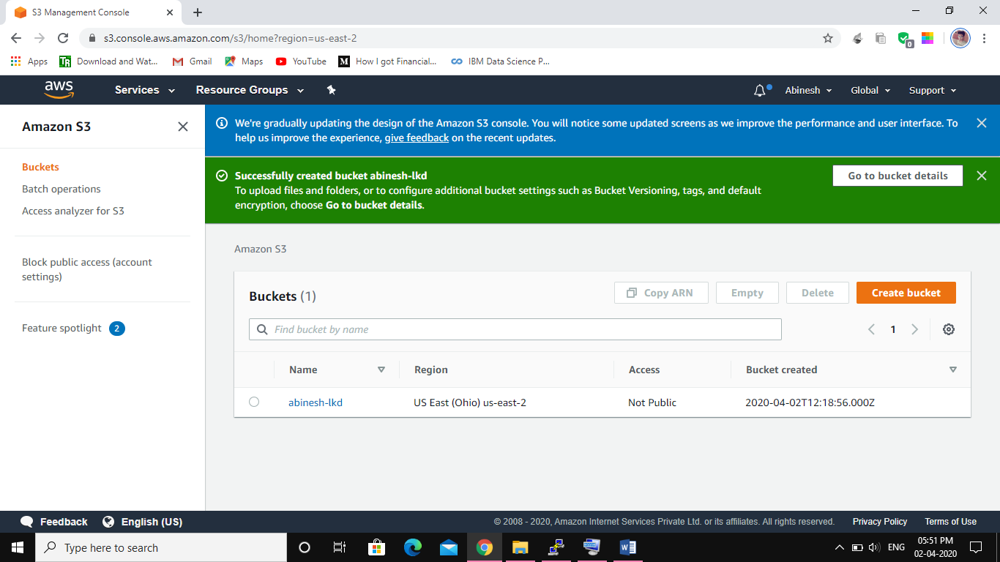 S3 Management Console
s3.console.aws.amazon.com/s3/home?region=us-east-2
0
Apps
TR Download and Wat...
Gmail
Maps
YouTube
M How I got Financial...
IBM Data Science P...
aws
Services
Resource Groups
Abinesh
Global
Support
Amazon S3
Buckets
Batch operations
Access analyzer for S3
Block public access (account
settings)
Feature spotlight 2
We're gradually updating the design of the Amazon S3 console. You will notice some updated screens as we improve the performance and user interface. To
help us improve the experience, give feedback on the recent updates.
Successfully created bucket abinesh-lkd
To upload files and folders, or to configure additional bucket settings such as Bucket Versioning, tags, and default
encryption, choose Go to bucket details.
Go to bucket details
Amazon S3
Buckets (1)
Copy ARN
Empty
Delete
Create bucket
Find bucket by name
1
Name
Region
Access
Bucket created
abinesh-lkd
US East (Ohio) us-east-2
Not Public
2020-04-02T12:18:56.000Z
Feedback
English (US)
© 2008 - 2020, Amazon Internet Services Private Ltd. or its affiliates. All rights reserved.
Privacy Policy
Terms of Use
Type here to search
W
ENG
05:51 PM
02-04-2020